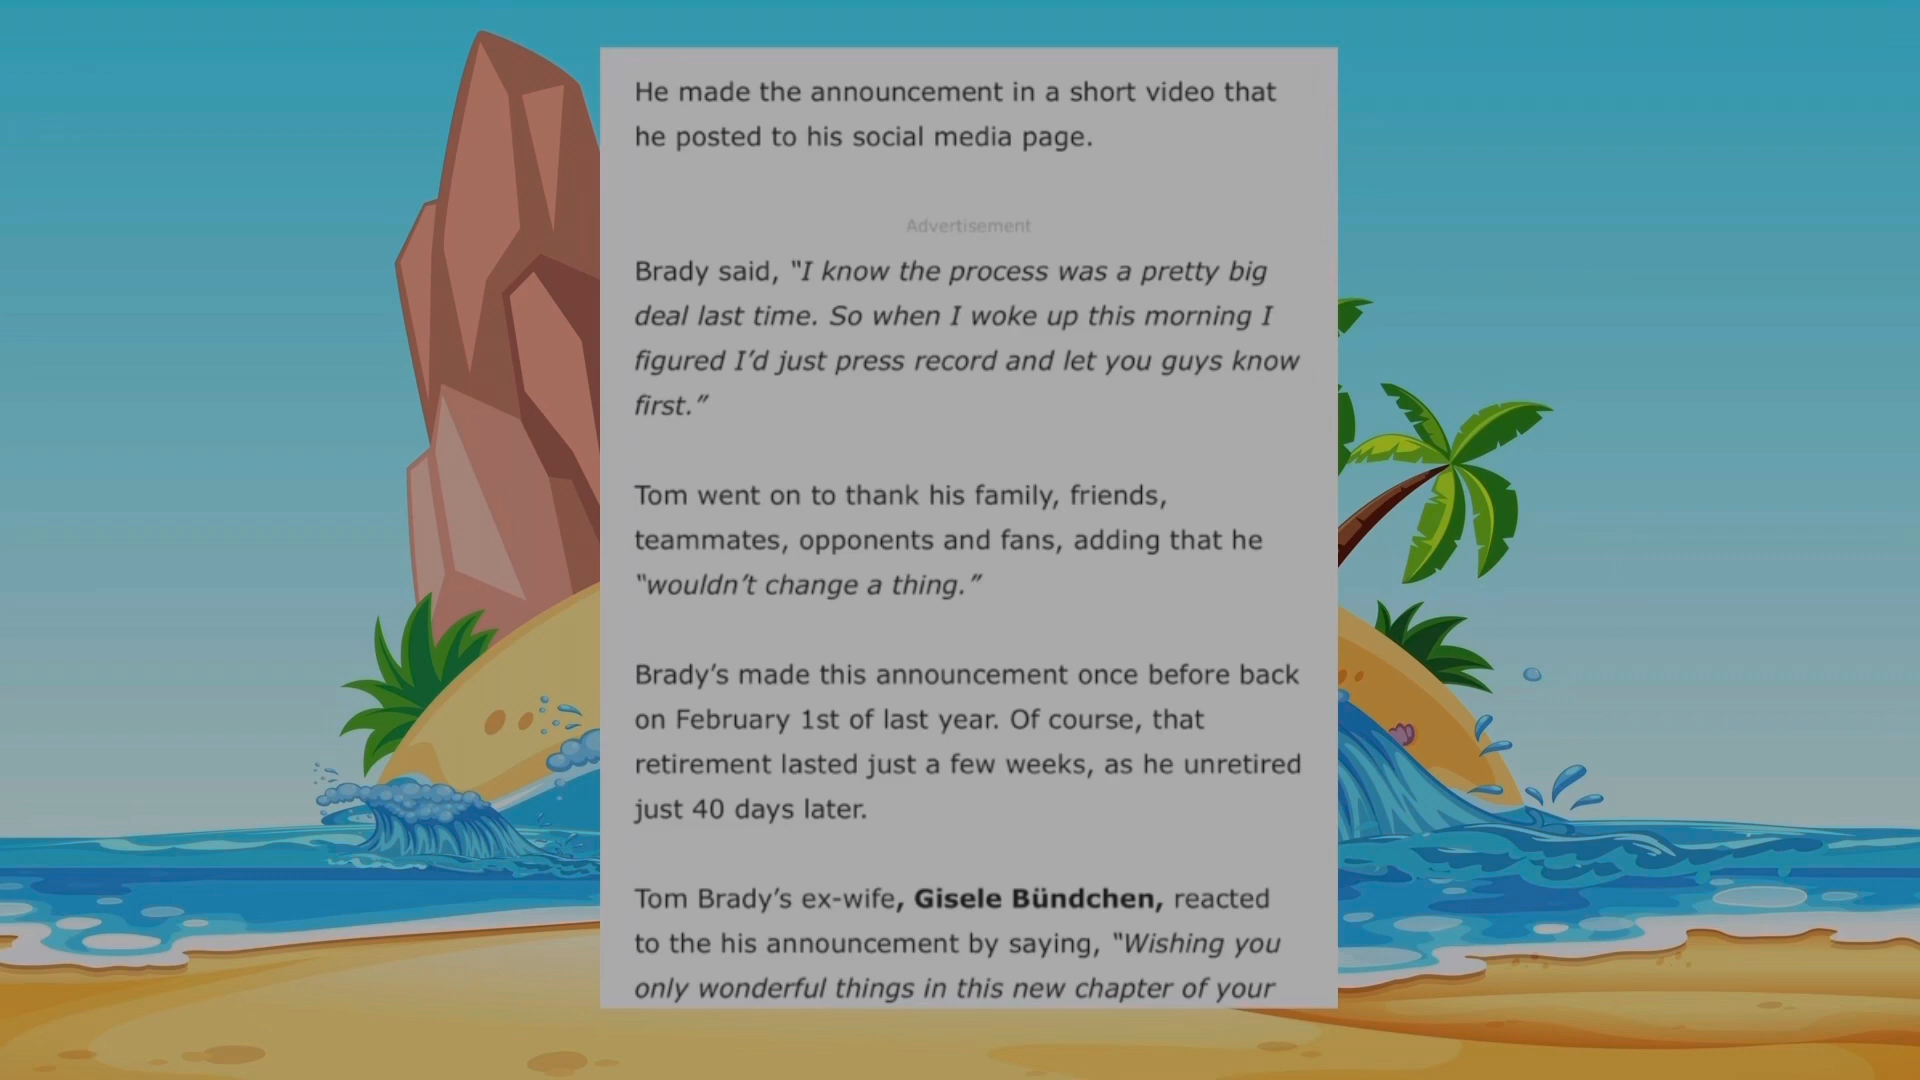 He made the announcement in a short video that
he posted to his social media page.
Advertisement
Brady said, “I know the process was a pretty big
deal last time. So when I woke up this morning I
figured I’d just press record and let you guys know
first.”
Tom went on to thank his family, friends,
teammates, opponents and fans, adding that he
“wouldn’t change a thing.”
Brady’s made this announcement once before back
on February 1st of last year. Of course, that
retirement lasted just a few weeks, as he unretired
just 40 days later.
Tom Brady’s ex-wife, Gisele Bündchen, reacted
to the his announcement by saying, “Wishing you
only wonderful things in this new chapter of your